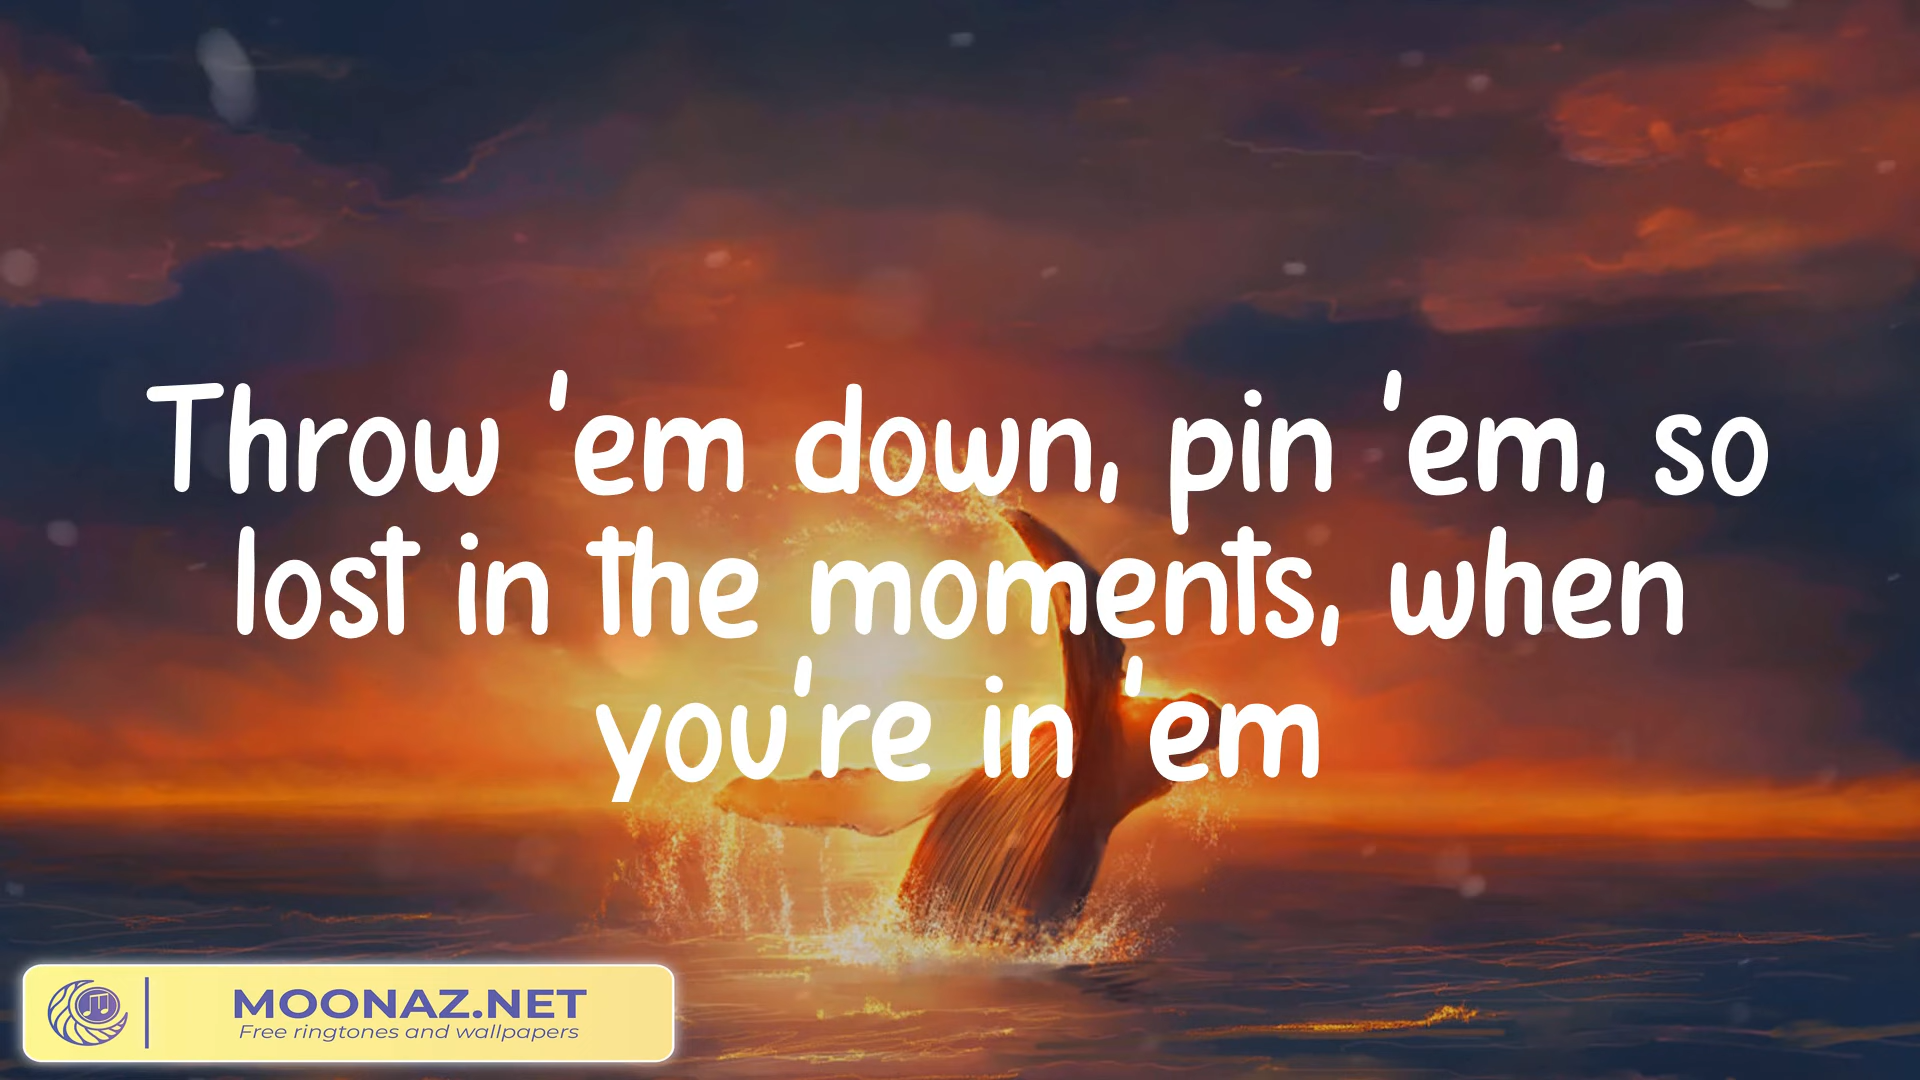 Throw 'em down, pin 'em, so
lost in the moments, when
you're in 'em
MOONAZ.NET
Free ringtones and wallpapers